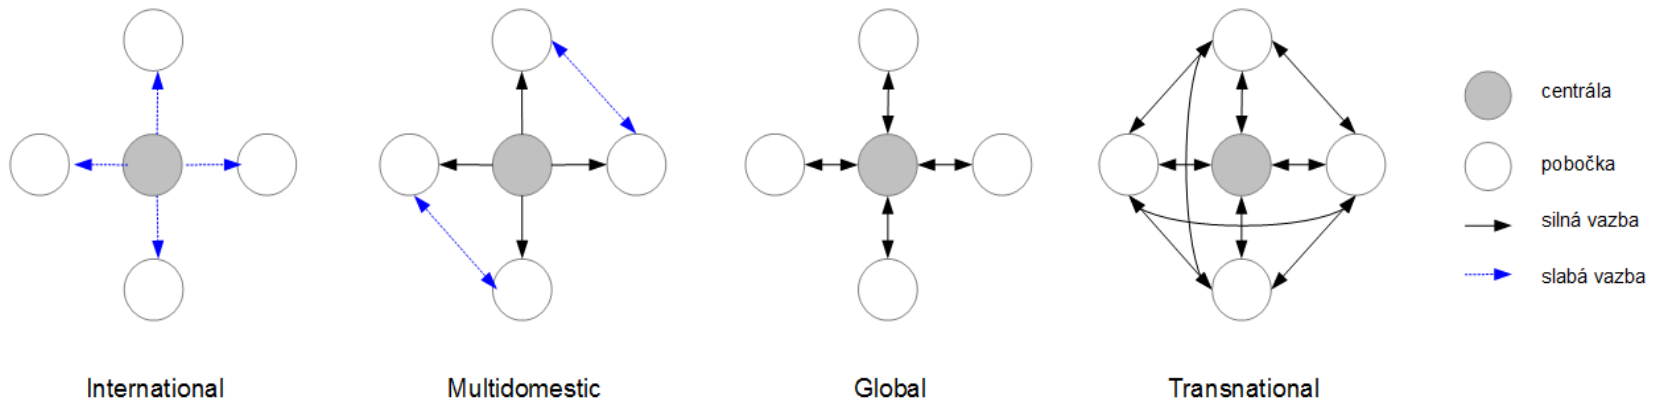 centrála
pobočka
silná vazba
slabá vazba
International
Multidomestic
Global
Transnational